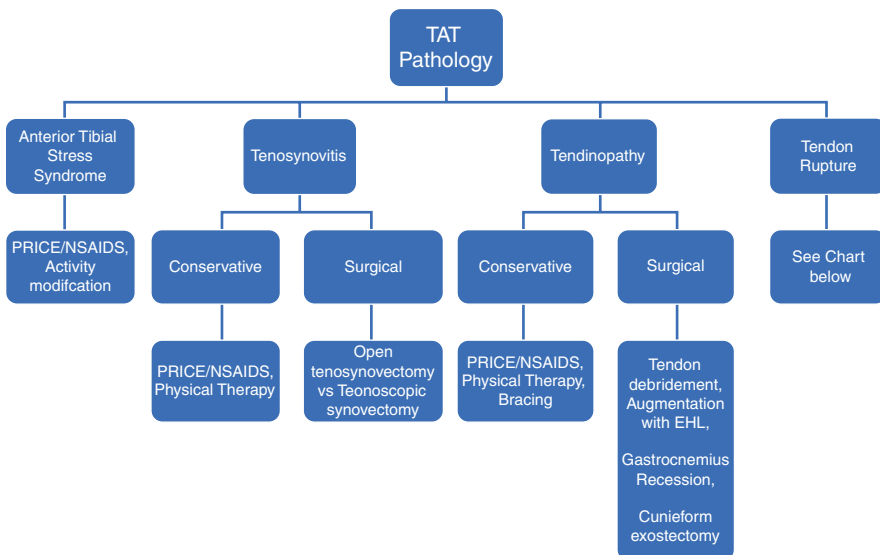 TAT
Pathology
Anterior Tibial
Stress
Syndrome
Tenosynovitis
Tendinopathy
Tendon
Rupture
PRICE/NSAIDS,
Activity
modifcation
Conservative
Surgical
Conservative
Surgical
See Chart
below
PRICE/NSAIDS,
Physical Therapy
Open
tenosynovectomy
vs Teonoscopic
synovectomy
PRICE/NSAIDS,
Physical Therapy,
Bracing
Tendon
debridement,
Augmentation
with EHL,
Gastrocnemius
Recession,
Cunieform
exostectomy